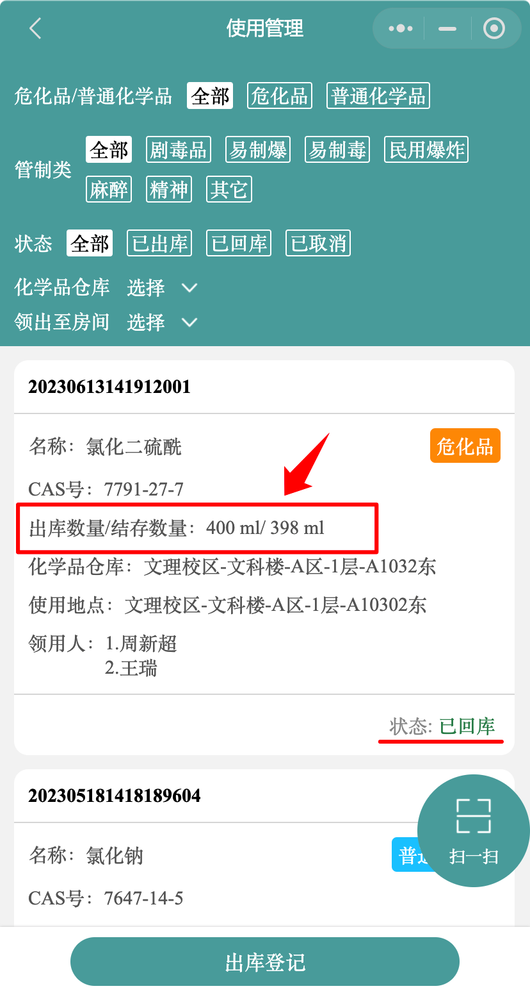 使用管理
危化品/普通化学品 全部 危化品 普通化学品
管制类 全部 剧毒品 易制爆 易制毒 民用爆炸
麻醉 精神 其它
状态 全部 已出库 已回库 已取消
化学品仓库 选择
领出至房间 选择
20230613141912001
名称：氯化二硫酰 危化品
CAS号：7791-27-7
出库数量/结存数量：400 ml/ 398 ml
化学品仓库：文理校区-文科楼-A区-1层-A1032东
使用地点：文理校区-文科楼-A区-1层-A10302东
领用人：1.周新超
2.王瑞
状态: 已回库
202305181418189604
名称：氯化钠 普通
CAS号：7647-14-5
扫一扫
出库登记